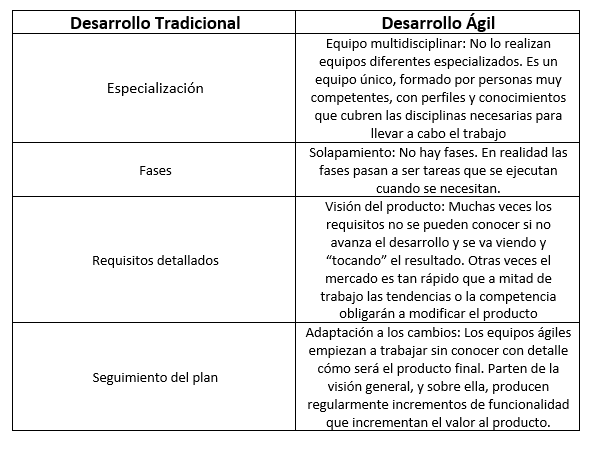 Desarrollo Tradicional
Desarrollo Ágil
Especialización
Equipo multidisciplinar: No lo realizan
equipos diferentes especializados. Es un
equipo único, formado por personas muy
competentes, con perfiles y conocimientos
que cubren las disciplinas necesarias para
llevar a cabo el trabajo
Fases
Solapamiento: No hay fases. En realidad las
fases pasan a ser tareas que se ejecutan
cuando se necesitan.
Requisitos detallados
Visión del producto: Muchas veces los
requisitos no se pueden conocer si no
avanza el desarrollo y se va viendo y
“tocando” el resultado. Otras veces el
mercado es tan rápido que a mitad de
trabajo las tendencias o la competencia
obligarán a modificar el producto
Seguimiento del plan
Adaptación a los cambios: Los equipos ágiles
empiezan a trabajar sin conocer con detalle
cómo será el producto final. Parten de la
visión general, y sobre ella, producen
regularmente incrementos de funcionalidad
que incrementan el valor al producto.